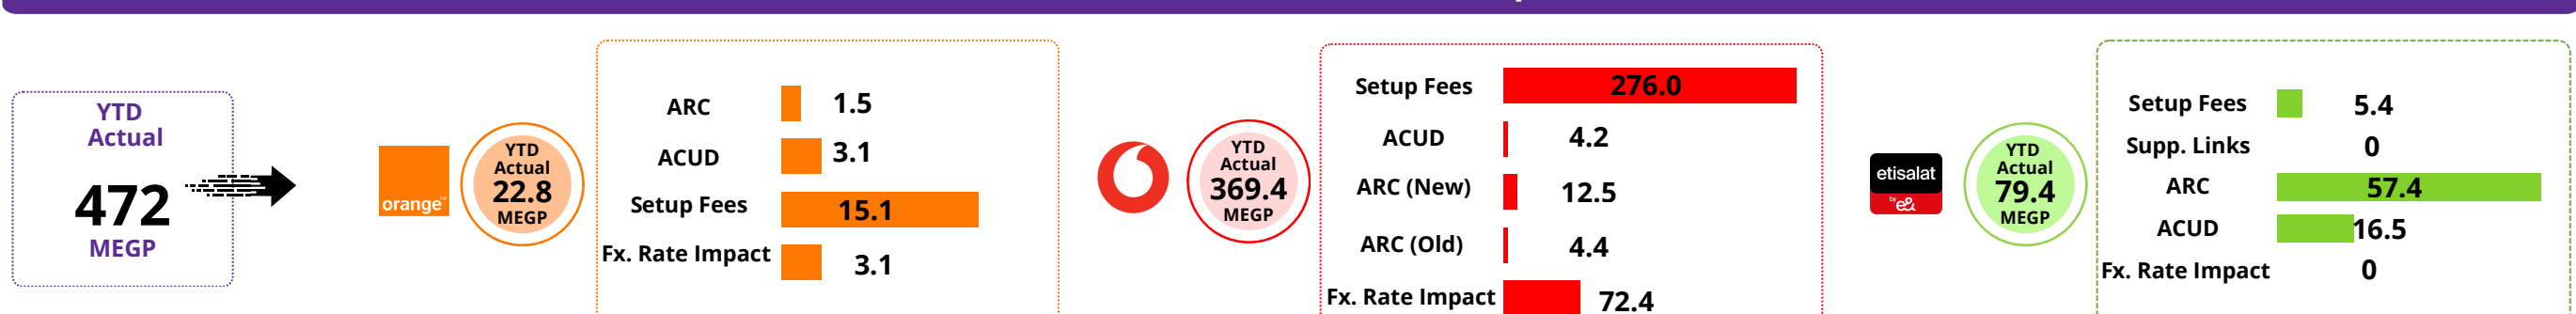 YTD
Actual
472
MEGP
orange™
YTD
Actual
22.8
MEGP
ARC 1.5
ACUD 3.1
Setup Fees 15.1
Fx. Rate Impact 3.1
YTD
Actual
369.4
MEGP
Setup Fees 276.0
ACUD 4.2
ARC (New) 12.5
ARC (Old) 4.4
Fx. Rate Impact 72.4
etisalat
by e&
YTD
Actual
79.4
MEGP
Setup Fees 5.4
Supp. Links 0
ARC 57.4
ACUD 16.5
Fx. Rate Impact 0